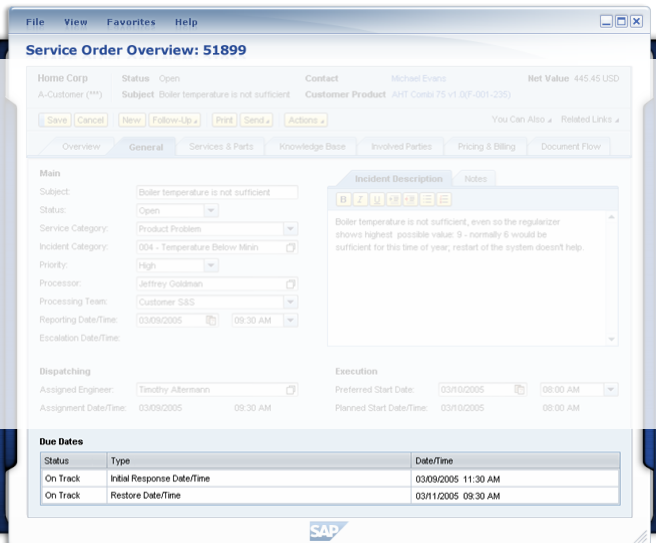 File View Favorites Help
Service Order Overview: 51899
Home Corp Status Open Contact Michael Evans Net Value 445.45 USD
A-Customer (***) Subject Boiler temperature is not sufficient Customer Product AHT Combi 75 v1.0(F-001-235)
Save Cancel New Follow-Up Print Send Actions You Can Also Related Links
Overview General Services & Parts Knowledge Base Involved Parties Pricing & Billing Document Flow
Main
Subject: Boiler temperature is not sufficient
Status: Open
Service Category: Product Problem
Incident Category: 004 - Temperature Below Minin
Priority: High
Processor: Jeffrey Goldman
Processing Team: Customer S&S
Reporting Date/Time: 03/09/2005 09:30 AM
Escalation Date/Time:
Incident Description Notes
B I U
Boiler temperature is not sufficient, even so the regularizer
shows highest possible value: 9 - normally 6 would be
sufficient for this time of year; restart of the system doesn't help.
Dispatching
Assigned Engineer: Timothy Altermann
Assignment Date/Time: 03/09/2005 09:30 AM
Execution
Preferred Start Date: 03/10/2005 08:00 AM
Planned Start Date/Time: 03/10/2005 08:00 AM
Due Dates
Status Type Date/Time
On Track Initial Response Date/Time 03/09/2005 11:30 AM
On Track Restore Date/Time 03/11/2005 09:30 AM
SAP